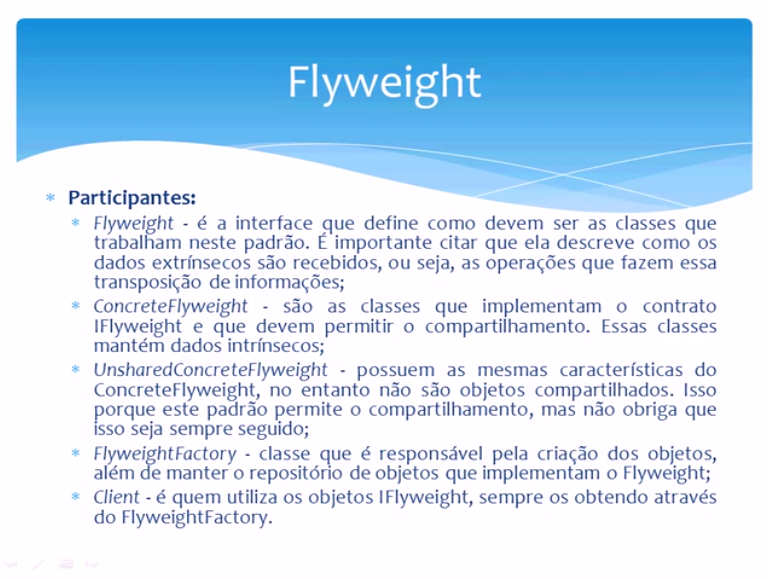 Flyweight
Participantes:
Flyweight - é a interface que define como devem ser as classes que
trabalham neste padrão. É importante citar que ela descreve como os
dados extrínsecos são recebidos, ou seja, as operações que fazem essa
transposição de informações;
ConcreteFlyweight - são as classes que implementam o contrato
IFlyweight e que devem permitir o compartilhamento. Essas classes
mantém dados intrínsecos;
UnsharedConcreteFlyweight - possuem as mesmas características do
ConcreteFlyweight, no entanto não são objetos compartilhados. Isso
porque este padrão permite o compartilhamento, mas não obriga que
isso seja sempre seguido;
FlyweightFactory - classe que é responsável pela criação dos objetos,
além de manter o repositório de objetos que implementam o Flyweight;
Client - é quem utiliza os objetos IFlyweight, sempre os obtendo através
do FlyweightFactory.